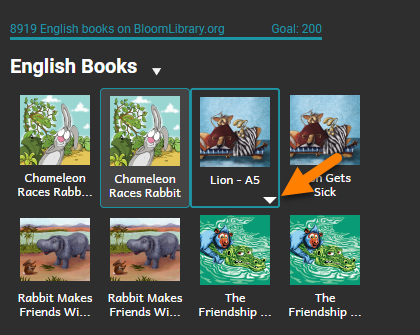 8919 English books on BloomLibrary.org Goal: 200
English Books
Chameleon Races Rabb...
Chameleon Races Rabbit
Lion - A5
Gets Sick
Rabbit Makes Friends Wi...
Rabbit Makes Friends Wi...
The Friendship ...
The Friendship ...